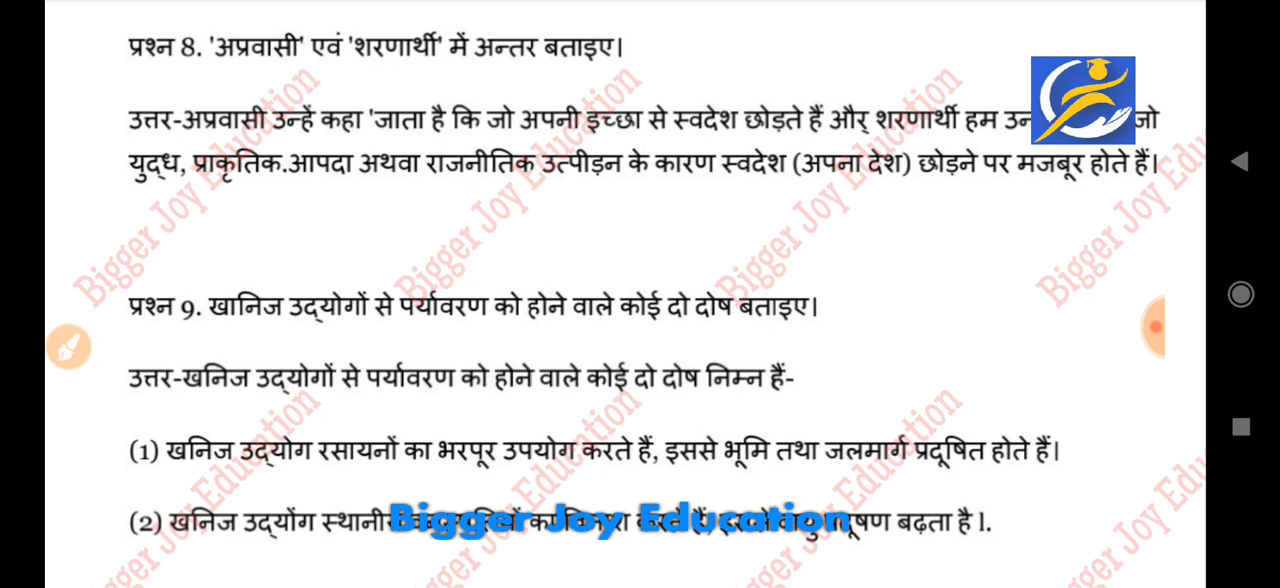 प्रश्न 8. 'अप्रवासी' एवं 'शरणार्थी' में अन्तर बताइए।
उत्तर-अप्रवासी उन्हें कहा 'जाता है कि जो अपनी इच्छा से स्वदेश छोड़ते हैं और शरणार्थी हम जो
युद्ध, प्राकृतिक.आपदा अथवा राजनीतिक उत्पीड़न के कारण स्वदेश (अपना देश) छोड़ने पर मजबूर होते हैं।
प्रश्न 9. खानिज उद्योगों से पर्यावरण को होने वाले कोई दो दोष बताइए।
उत्तर-खनिज उद्योगों से पर्यावरण को होने वाले कोई दो दोष निम्न हैं-
(1) खनिज उद्योग रसायनों का भरपूर उपयोग करते हैं, इससे भूमि तथा जलमार्ग प्रदूषित होते हैं।
(2) खनिज उद्योंग बढ़ता है l.
Bigger Joy Education
Bigger Joy Education
Bigger Joy Education
Bigger Joy Education
Bigger Joy Education